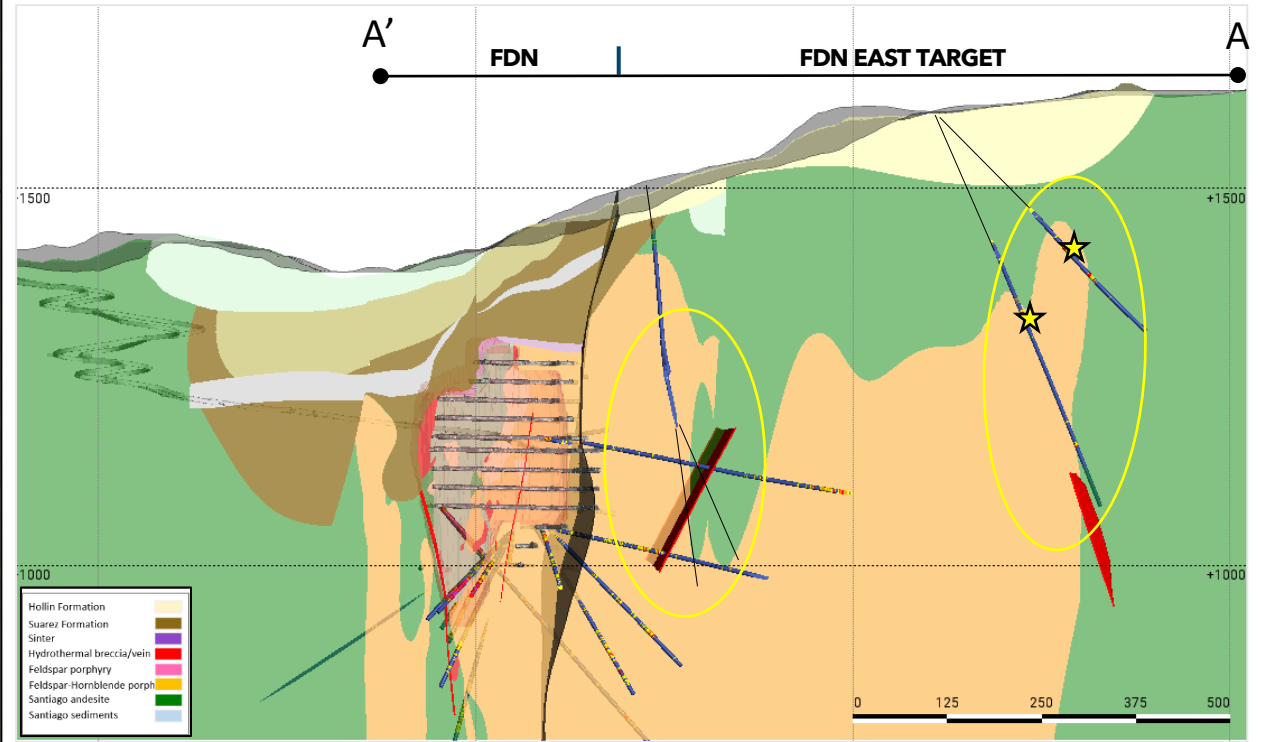 A’ A
FDN FDN EAST TARGET
1500 +1500
1000 +1000
Hollin Formation
Suarez Formation
Sinter
Hydrothermal breccia/vein
Feldspar porphyry
Feldspar-Hornblende porph
Santiago andesite
Santiago sediments
0 125 250 375 500